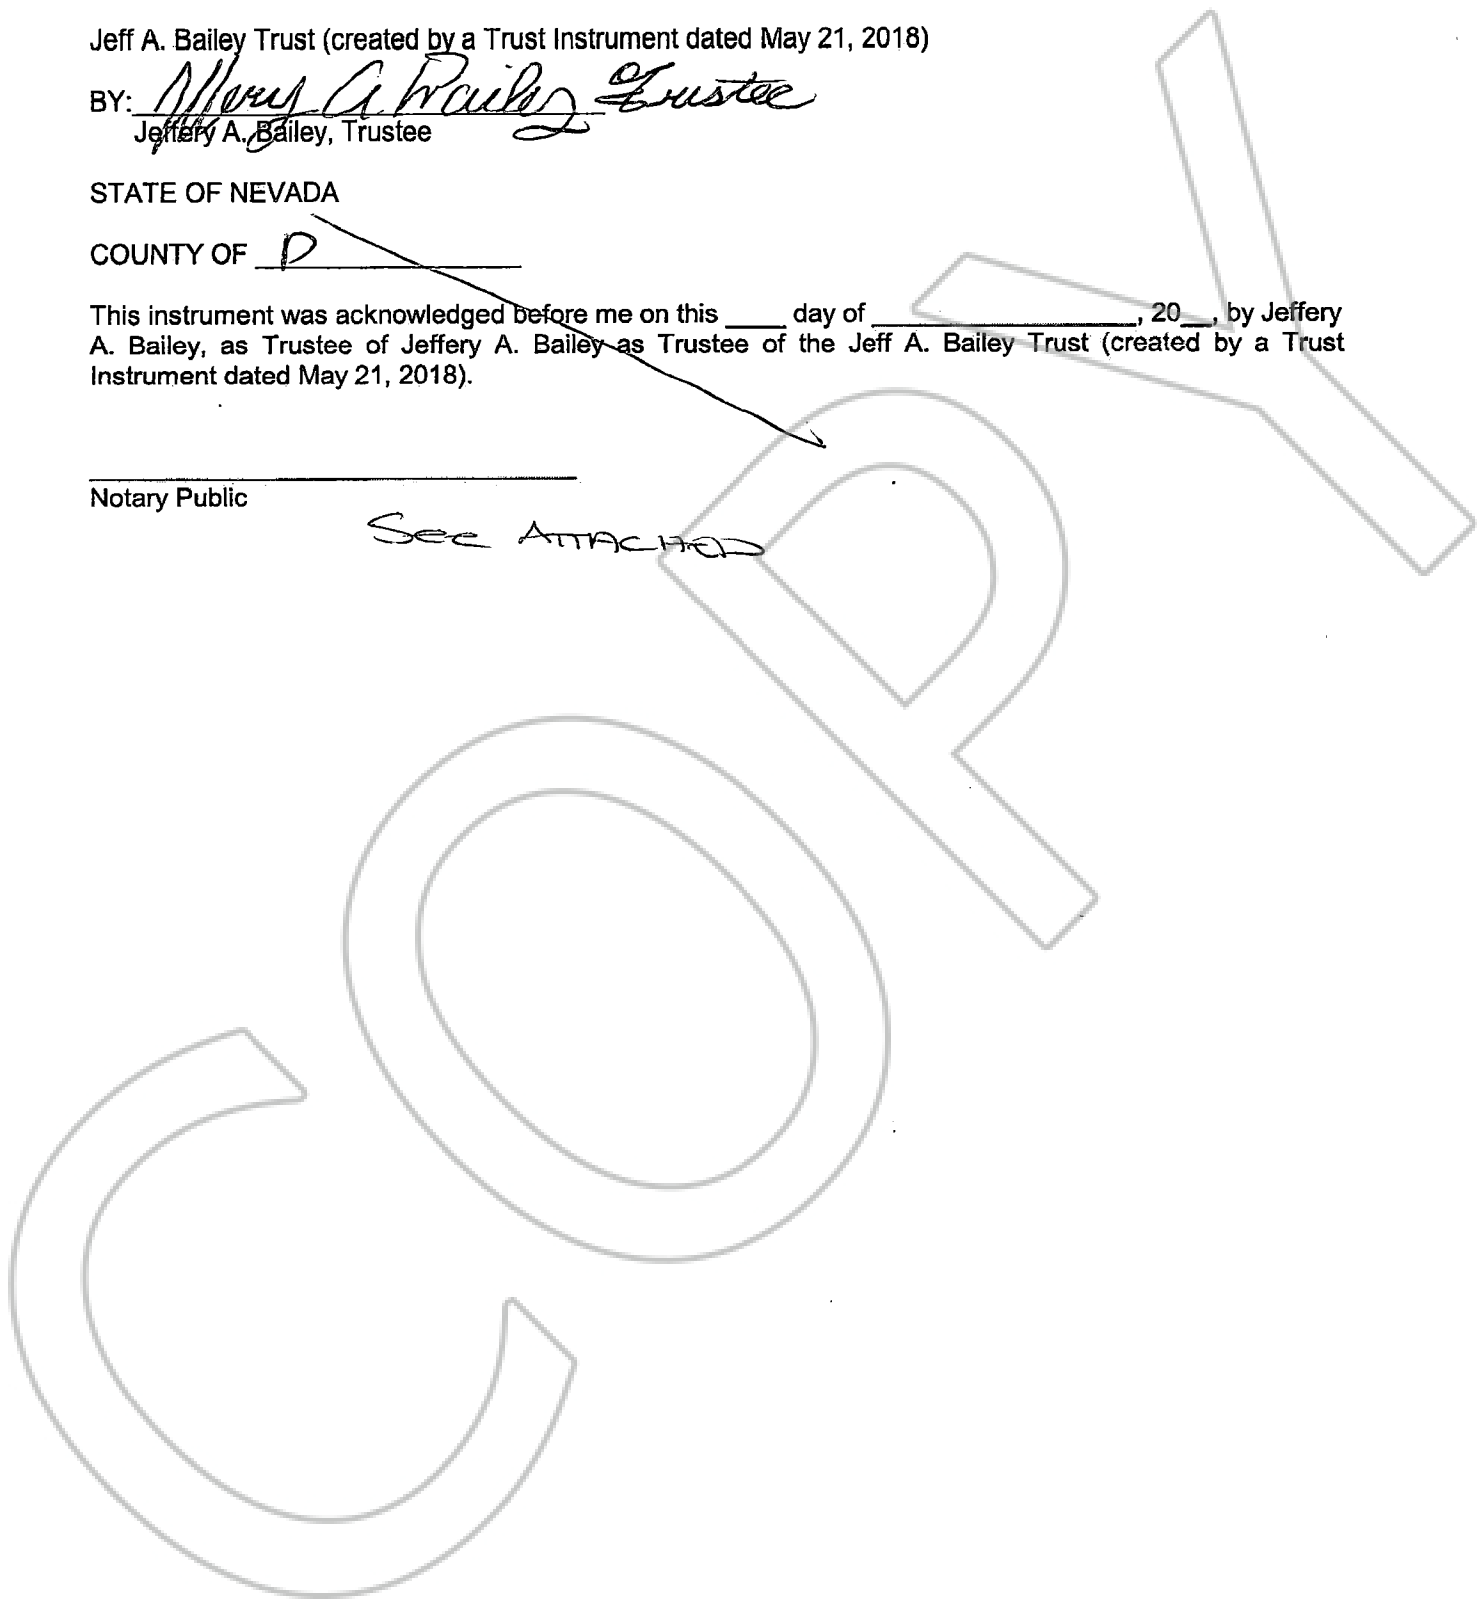 Jeff A. Bailey Trust (created by a Trust Instrument dated May 21, 2018)
BY: A Bailey Trustee
Jeffery A. Bailey, Trustee
STATE OF NEVADA
COUNTY OF D
This instrument was acknowledged before me on this ____ day of ____________________, 20__, by Jeffery
A. Bailey, as Trustee of Jeffery A. Bailey as Trustee of the Jeff A. Bailey Trust (created by a Trust
Instrument dated May 21, 2018).
Notary Public
See ATTACHED
COPY